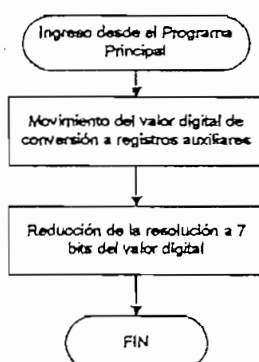 Ingreso desde el Programa
Principal
Movimiento del valor digital de
conversión a registros auxiliares
Reducción de la resolución a 7
bits del valor digital
FIN